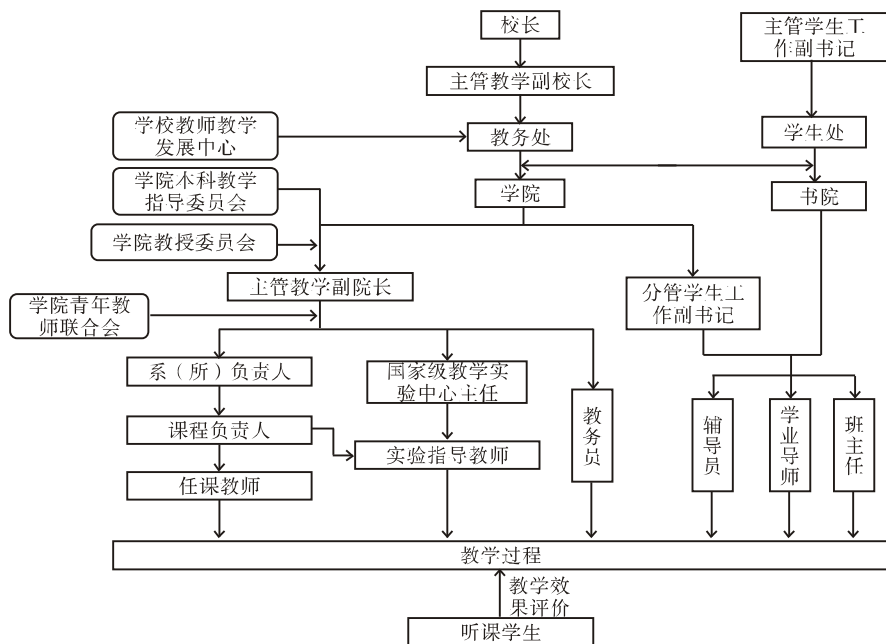 校长
主管学生工
作副书记
主管教学副校长
学校教师教学
发展中心
教务处
学生处
学院本科教学
指导委员会
学院
书院
学院教授委员会
主管教学副院长
分管学生工
作副书记
学院青年教
师联合会
系（所）负责人
国家级教学实
验中心主任
教务员
辅导员
学业导师
班主任
课程负责人
实验指导教师
任课教师
教学过程
教学效
果评价
听课学生